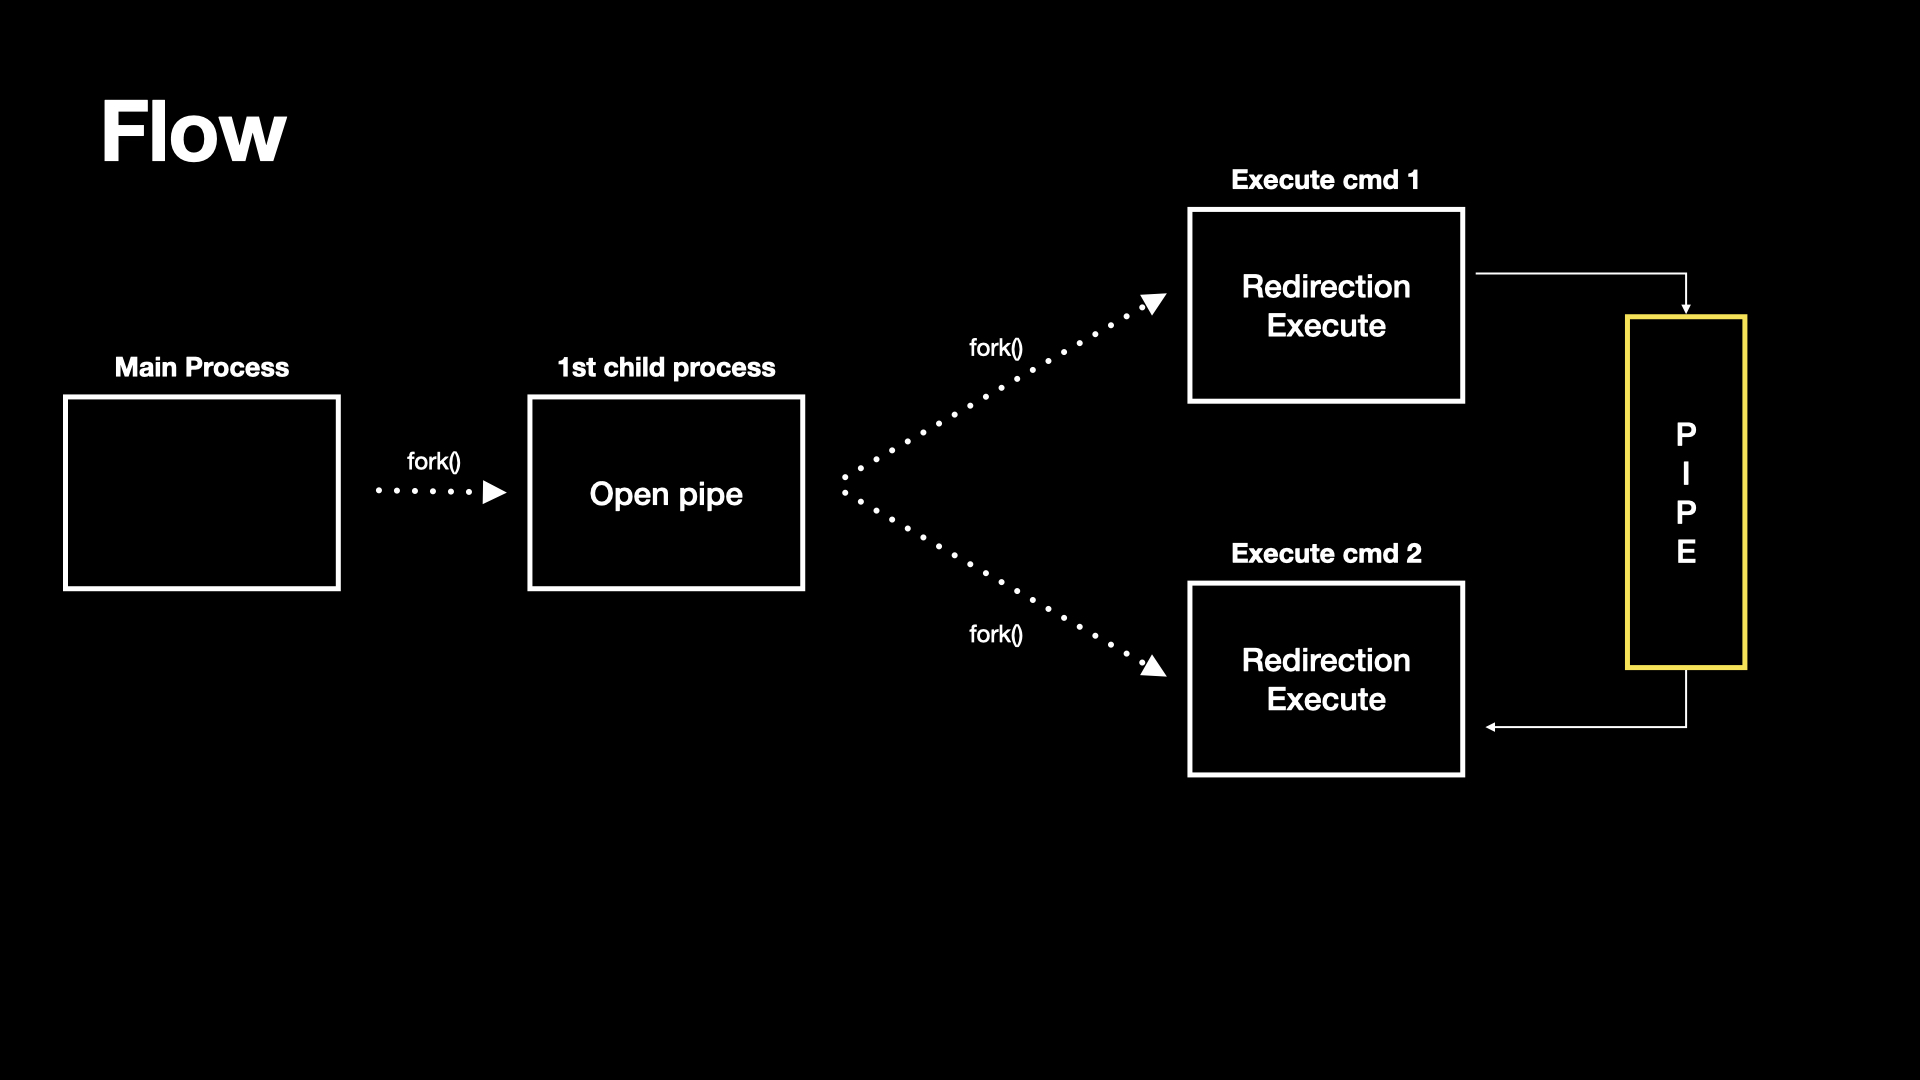 Flow
Main Process
fork()
1st child process
Open pipe
fork()
fork()
Execute cmd 1
Redirection
Execute
Execute cmd 2
Redirection
Execute
P
I
P
E